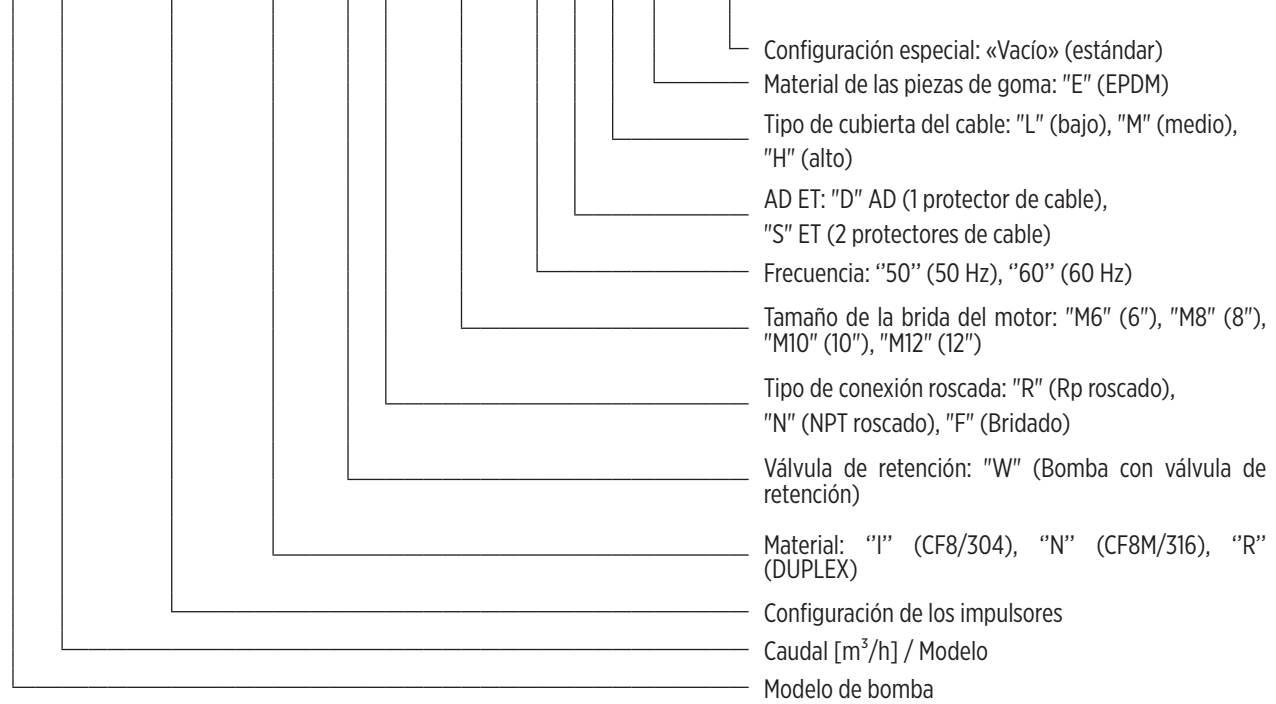 Configuración especial: «Vacío» (estándar)
Material de las piezas de goma: "E" (EPDM)
Tipo de cubierta del cable: "L" (bajo), "M" (medio),
"H" (alto)
AD ET: "D" AD (1 protector de cable),
"S" ET (2 protectores de cable)
Frecuencia: ‘’50’’ (50 Hz), ‘’60’’ (60 Hz)
Tamaño de la brida del motor: "M6" (6"), "M8" (8"),
"M10" (10"), "M12" (12")
Tipo de conexión roscada: "R" (Rp roscado),
"N" (NPT roscado), "F" (Bridado)
Válvula de retención: "W" (Bomba con válvula de
retención)
Material: ‘’I’’ (CF8/304), ‘’N’’ (CF8M/316), ‘’R’’
(DUPLEX)
Configuración de los impulsores
Caudal [m³/h] / Modelo
Modelo de bomba